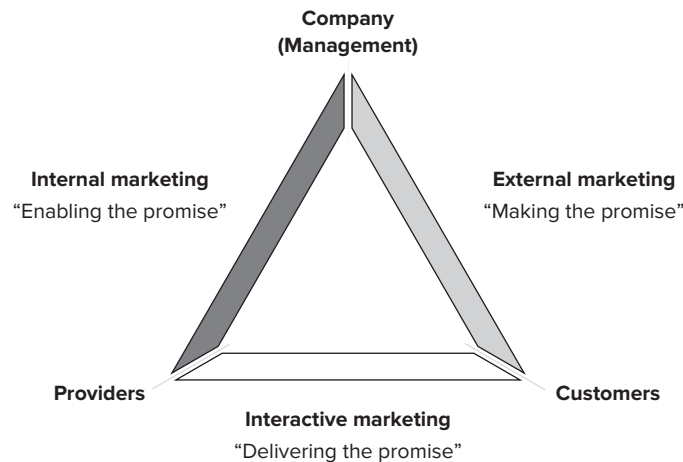 Company
(Management)
Internal marketing
“Enabling the promise”
External marketing
“Making the promise”
Providers
Customers
Interactive marketing
“Delivering the promise”